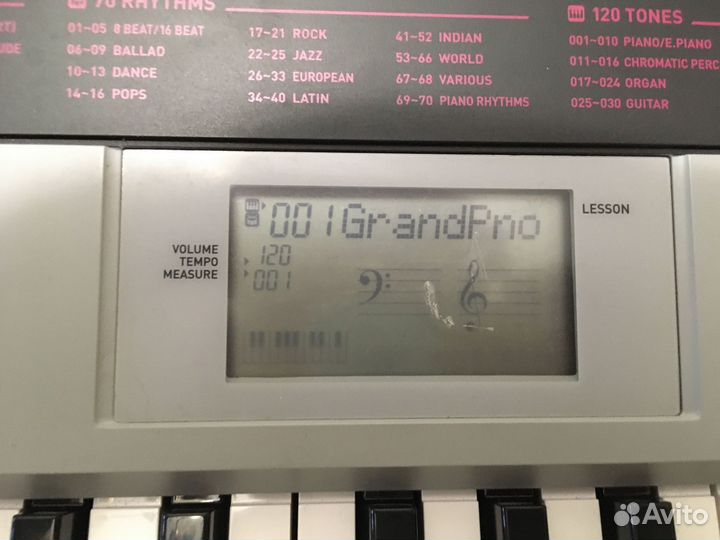 70 RHYTHMS
01~05 8 BEAT/16 BEAT
06~09 BALLAD
10~13 DANCE
14~16 POPS
17~21 ROCK
22~25 JAZZ
26~33 EUROPEAN
34~40 LATIN
41~52 INDIAN
53~66 WORLD
67~68 VARIOUS
69~70 PIANO RHYTHMS
120 TONES
001~010 PIANO/E.PIANO
011~016 CHROMATIC PERC
017~024 ORGAN
025~030 GUITAR
001GrandPno
LESSON
VOLUME
TEMPO
MEASURE
120
001
Avito